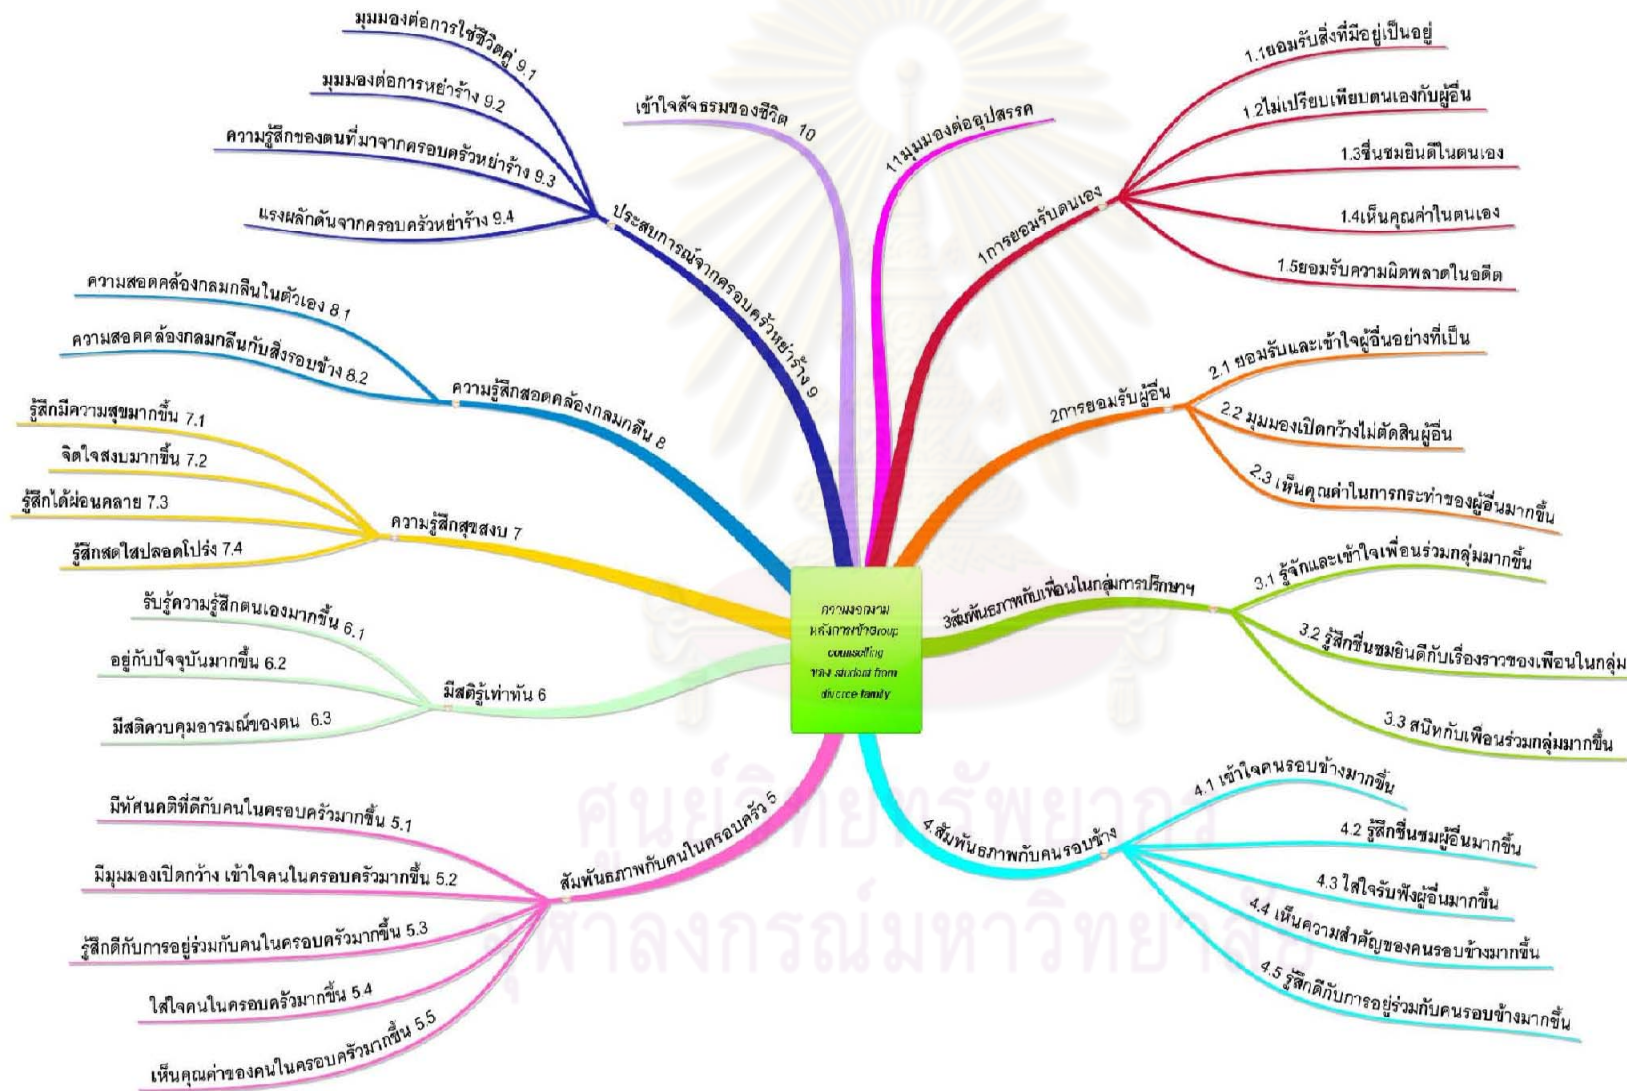 ความงอกงาม
หลังการเข้าGroup
counselling
ของ student from
divorce family
1การยอมรับตนเอง
1.1ยอมรับสิ่งที่มีอยู่เป็นอยู่
1.2ไม่เปรียบเทียบตนเองกับผู้อื่น
1.3ชื่นชมยินดีในตนเอง
1.4เห็นคุณค่าในตนเอง
1.5ยอมรับความผิดพลาดในอดีต
2การยอมรับผู้อื่น
2.1 ยอมรับและเข้าใจผู้อื่นอย่างที่เป็น
2.2 มุมมองเปิดกว้างไม่ตัดสินผู้อื่น
2.3 เห็นคุณค่าในการกระทำของผู้อื่นมากขึ้น
3สัมพันธภาพกับเพื่อนในกลุ่มการปรึกษาฯ
3.1 รู้จักและเข้าใจเพื่อนร่วมกลุ่มมากขึ้น
3.2 รู้สึกชื่นชมยินดีกับเรื่องราวของเพื่อนในกลุ่ม
3.3 สนิทกับเพื่อนร่วมกลุ่มมากขึ้น
4.สัมพันธภาพกับคนรอบข้าง
4.1 เข้าใจคนรอบข้างมากขึ้น
4.2 รู้สึกชื่นชมผู้อื่นมากขึ้น
4.3 ใส่ใจรับฟังผู้อื่นมากขึ้น
4.4 เห็นความสำคัญของคนรอบข้างมากขึ้น
4.5 รู้สึกดีกับการอยู่ร่วมกับคนรอบข้างมากขึ้น
สัมพันธภาพกับคนในครอบครัว 5
มีทัศนคติที่ดีกับคนในครอบครัวมากขึ้น 5.1
มีมุมมองเปิดกว้าง เข้าใจคนในครอบครัวมากขึ้น 5.2
รู้สึกดีกับการอยู่ร่วมกับคนในครอบครัวมากขึ้น 5.3
ใส่ใจคนในครอบครัวมากขึ้น 5.4
เห็นคุณค่าของคนในครอบครัวมากขึ้น 5.5
มีสติรู้เท่าทัน 6
รับรู้ความรู้สึกตนเองมากขึ้น 6.1
อยู่กับปัจจุบันมากขึ้น 6.2
มีสติควบคุมอารมณ์ของตน 6.3
ความรู้สึกสุขสงบ 7
รู้สึกมีความสุขมากขึ้น 7.1
จิตใจสงบมากขึ้น 7.2
รู้สึกได้ผ่อนคลาย 7.3
รู้สึกสดใสปลอดโปร่ง 7.4
ความรู้สึกสอดคล้องกลมกลืน 8
ความสอดคล้องกลมกลืนในตัวเอง 8.1
ความสอดคล้องกลมกลืนกับสิ่งรอบข้าง 8.2
ประสบการณ์จากครอบครัวหย่าร้าง 9
มุมมองต่อการใช้ชีวิตคู่ 9.1
มุมมองต่อการหย่าร้าง 9.2
ความรู้สึกของตนที่มาจากครอบครัวหย่าร้าง 9.3
แรงผลักดันจากครอบครัวหย่าร้าง 9.4
เข้าใจสัจธรรมของชีวิต 10
11มุมมองต่ออุปสรรค
ศูนย์วิทยทรัพยากร
จุฬาลงกรณ์มหาวิทยาลัย